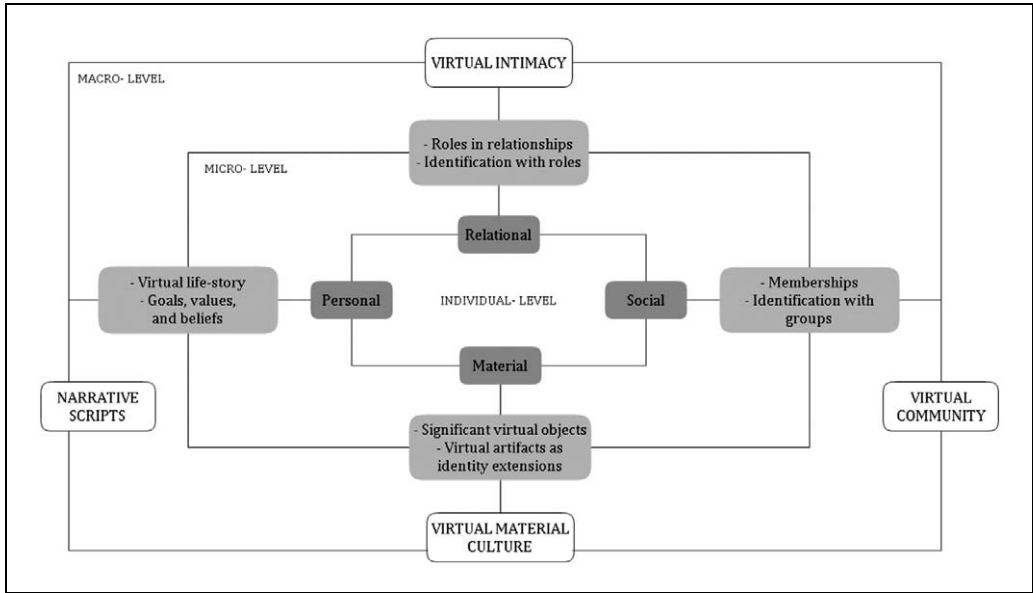 VIRTUAL INTIMACY
MACRO- LEVEL
- Roles in relationships
- Identification with roles
MICRO- LEVEL
Relational
- Virtual life-story
- Goals, values,
and beliefs
Personal
INDIVIDUAL- LEVEL
Social
- Memberships
- Identification with
groups
Material
NARRATIVE
SCRIPTS
VIRTUAL
COMMUNITY
- Significant virtual objects
- Virtual artifacts as
identity extensions
VIRTUAL MATERIAL
CULTURE